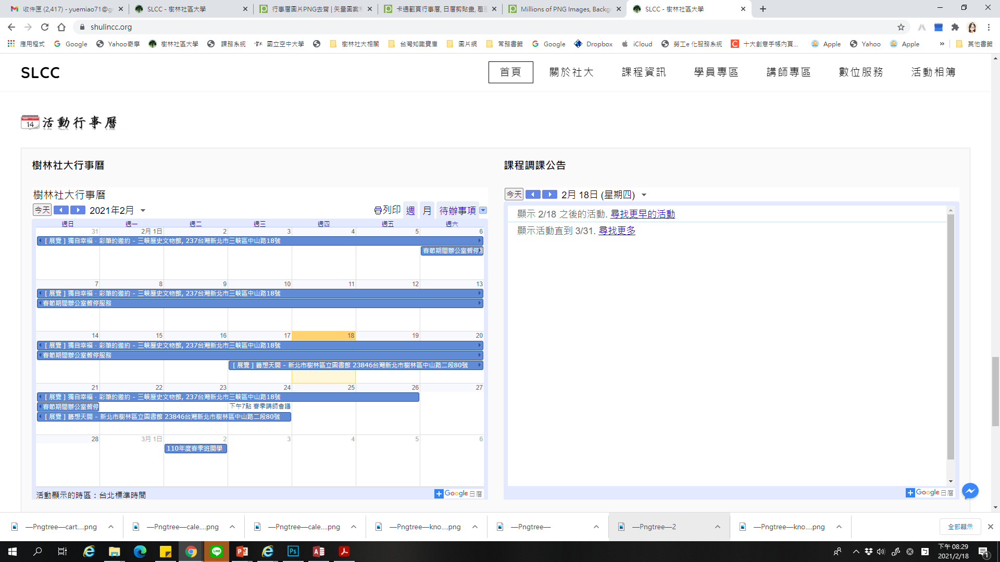 收件匣 (2,417) - yuemiao71@gr
SLCC - 樹林社區大學
行事曆圖片PNG去背 | 矢量圖案和
卡通翻頁行事曆, 日曆剪貼畫, 覆
Millions of PNG Images, Backgr
SLCC - 樹林社區大學
shulincc.org
應用程式
Google
Yahoo奇摩
樹林社區大學
課務系統
國立空中大學
樹林社大相關
台灣知識寶庫
圖片網
常務書籤
Google
Dropbox
iCloud
勞工e 化服務系統
十大創意手帳內頁...
Apple
Yahoo
Apple
»
其他書籤
SLCC
首頁
關於社大
課程資訊
學員專區
講師專區
數位服務
活動相簿
14 活動行事曆
樹林社大行事曆
樹林社大行事曆
今天 2021年2月
列印 週 月 待辦事項
週日 週一 週二 週三 週四 週五 週六
31 2月 1日 2 3 4 5 6
[ 展覽 ] 獨自幸福 · 彩筆的邀約 - 三峽歷史文物館, 237台灣新北市三峽區中山路18號
春節期間辦公室暫停服
7 8 9 10 11 12 13
[ 展覽 ] 獨自幸福 · 彩筆的邀約 - 三峽歷史文物館, 237台灣新北市三峽區中山路18號
春節期間辦公室暫停服務
14 15 16 17 18 19 20
[ 展覽 ] 獨自幸福 · 彩筆的邀約 - 三峽歷史文物館, 237台灣新北市三峽區中山路18號
春節期間辦公室暫停服務
[ 展覽 ] 藝想天開 - 新北市樹林區立圖書館 23846台灣新北市樹林區中山路二段80號
21 22 23 24 25 26 27
[ 展覽 ] 獨自幸福 · 彩筆的邀約 - 三峽歷史文物館, 237台灣新北市三峽區中山路18號
春節期間辦公室暫停
下午7點 春季講師會議
[ 展覽 ] 藝想天開 - 新北市樹林區立圖書館 23846台灣新北市樹林區中山路二段80號
28 3月 1日 2 3 4 5 6
110年度春季班開學
活動顯示的時區：台北標準時間
Google日曆
課程調課公告
今天 2月 18日 (星期四)
顯示 2/18 之後的活動. 尋找更早的活動
顯示活動直到 3/31. 尋找更多
Google日曆
—Pngtree—cart....png
—Pngtree—cale....png
—Pngtree—cale....png
—Pngtree—kno....png
—Pngtree—
—Pngtree—2
—Pngtree—kno....png
全部顯示
LINE
Ps
下午 08:29
2021/2/18
1